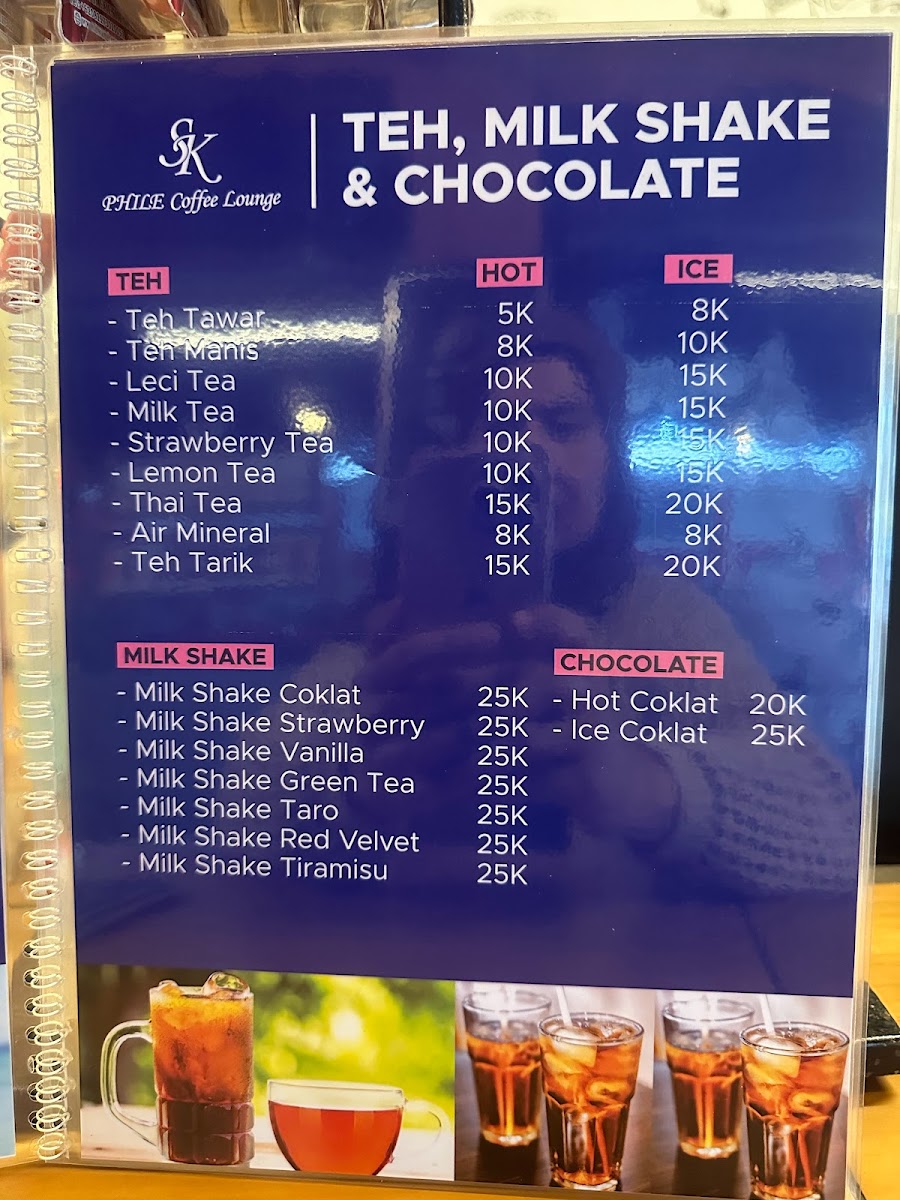 SK
PHILE Coffee Lounge
TEH, MILK SHAKE
& CHOCOLATE
TEH HOT ICE
- Teh Tawar 5K 8K
- Teh Manis 8K 10K
- Leci Tea 10K 15K
- Milk Tea 10K 15K
- Strawberry Tea 10K 15K
- Lemon Tea 10K 15K
- Thai Tea 15K 20K
- Air Mineral 8K 8K
- Teh Tarik 15K 20K
MILK SHAKE
- Milk Shake Coklat 25K
- Milk Shake Strawberry 25K
- Milk Shake Vanilla 25K
- Milk Shake Green Tea 25K
- Milk Shake Taro 25K
- Milk Shake Red Velvet 25K
- Milk Shake Tiramisu 25K
CHOCOLATE
- Hot Coklat 20K
- Ice Coklat 25K